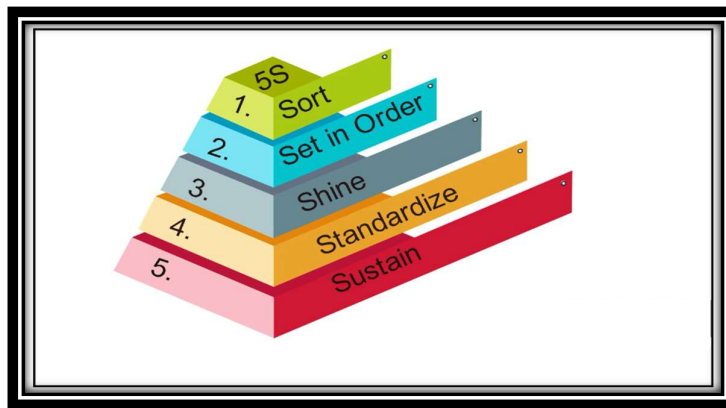 5S
1. Sort
2. Set in Order
3. Shine
4. Standardize
5. Sustain